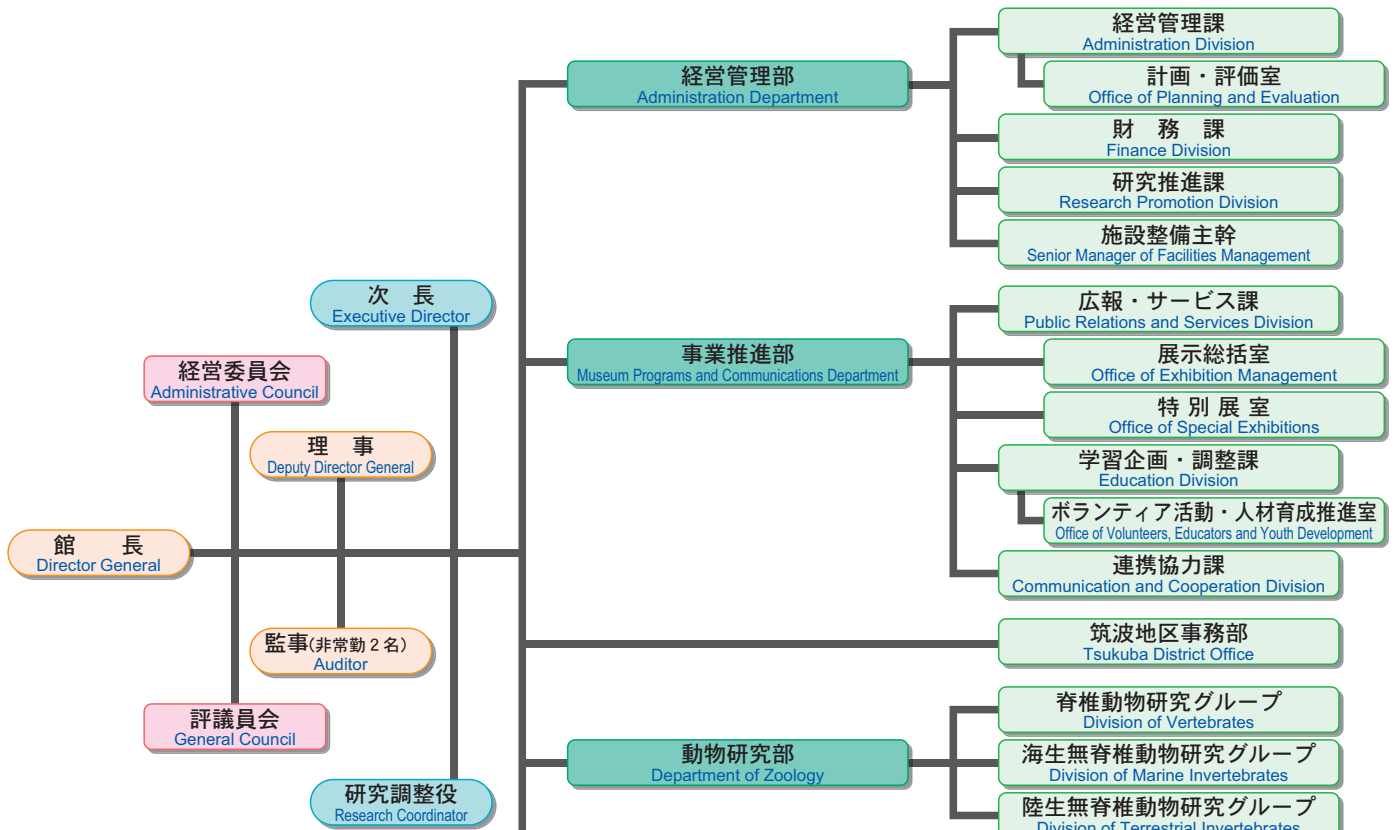 経営管理課
Administration Division
計画・評価室
Office of Planning and Evaluation
経営管理部
Administration Department
財　務　課
Finance Division
研究推進課
Research Promotion Division
施設整備主幹
Senior Manager of Facilities Management
次　長
Executive Director
広報・サービス課
Public Relations and Services Division
事業推進部
Museum Programs and Communications Department
展示総括室
Office of Exhibition Management
経営委員会
Administrative Council
特 別 展 室
Office of Special Exhibitions
理　事
Deputy Director General
学習企画・調整課
Education Division
ボランティア活動・人材育成推進室
Office of Volunteers, Educators and Youth Development
館　長
Director General
連携協力課
Communication and Cooperation Division
監事(非常勤２名)
Auditor
筑波地区事務部
Tsukuba District Office
評議員会
General Council
脊椎動物研究グループ
Division of Vertebrates
動物研究部
Department of Zoology
海生無脊椎動物研究グループ
Division of Marine Invertebrates
研究調整役
Research Coordinator
陸生無脊椎動物研究グループ
Division of Terrestrial Invertebrates